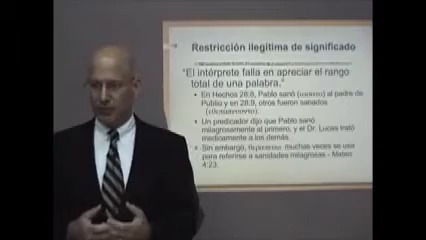 Restricción ilegítima de significado
"El intérprete falla en apreciar el rango
total de una palabra."
En Hechos 28:8, Pablo sanó (ιασατο) al padre de
Publio y en 28:9, otros fueron sanados
Un predicador dijo que Pablo sanó
milagrosamente al primero, y el Dr. Lucas trató
medicamente a los demás.
Sin embargo, muchas veces se usa
para referirse a sanidades milagrosas - Mateo
4:23.